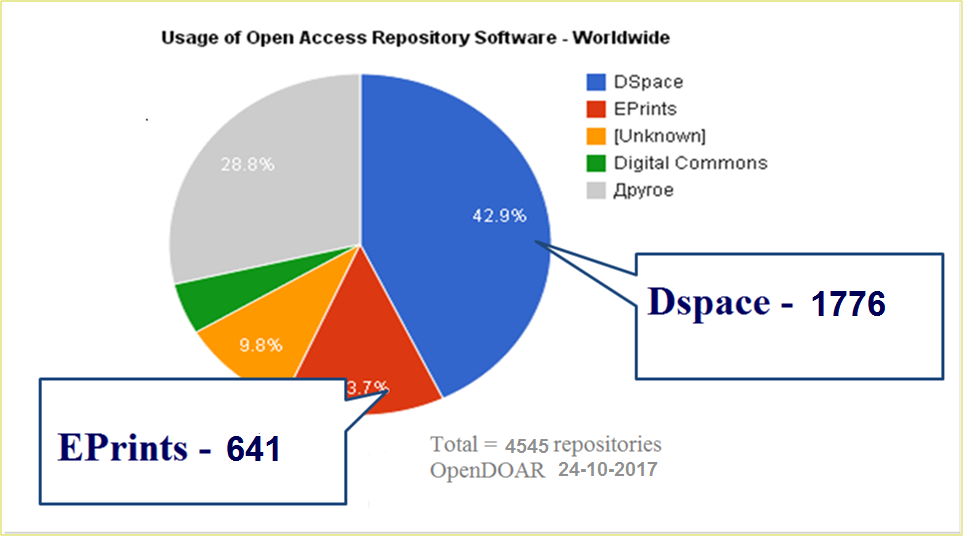 Usage of Open Access Repository Software - Worldwide
DSpace
EPrints
[Unknown]
Digital Commons
Другое
28.8%
42.9%
9.8%
3.7%
Dspace - 1776
EPrints - 641
Total = 4545 repositories
OpenDOAR 24-10-2017